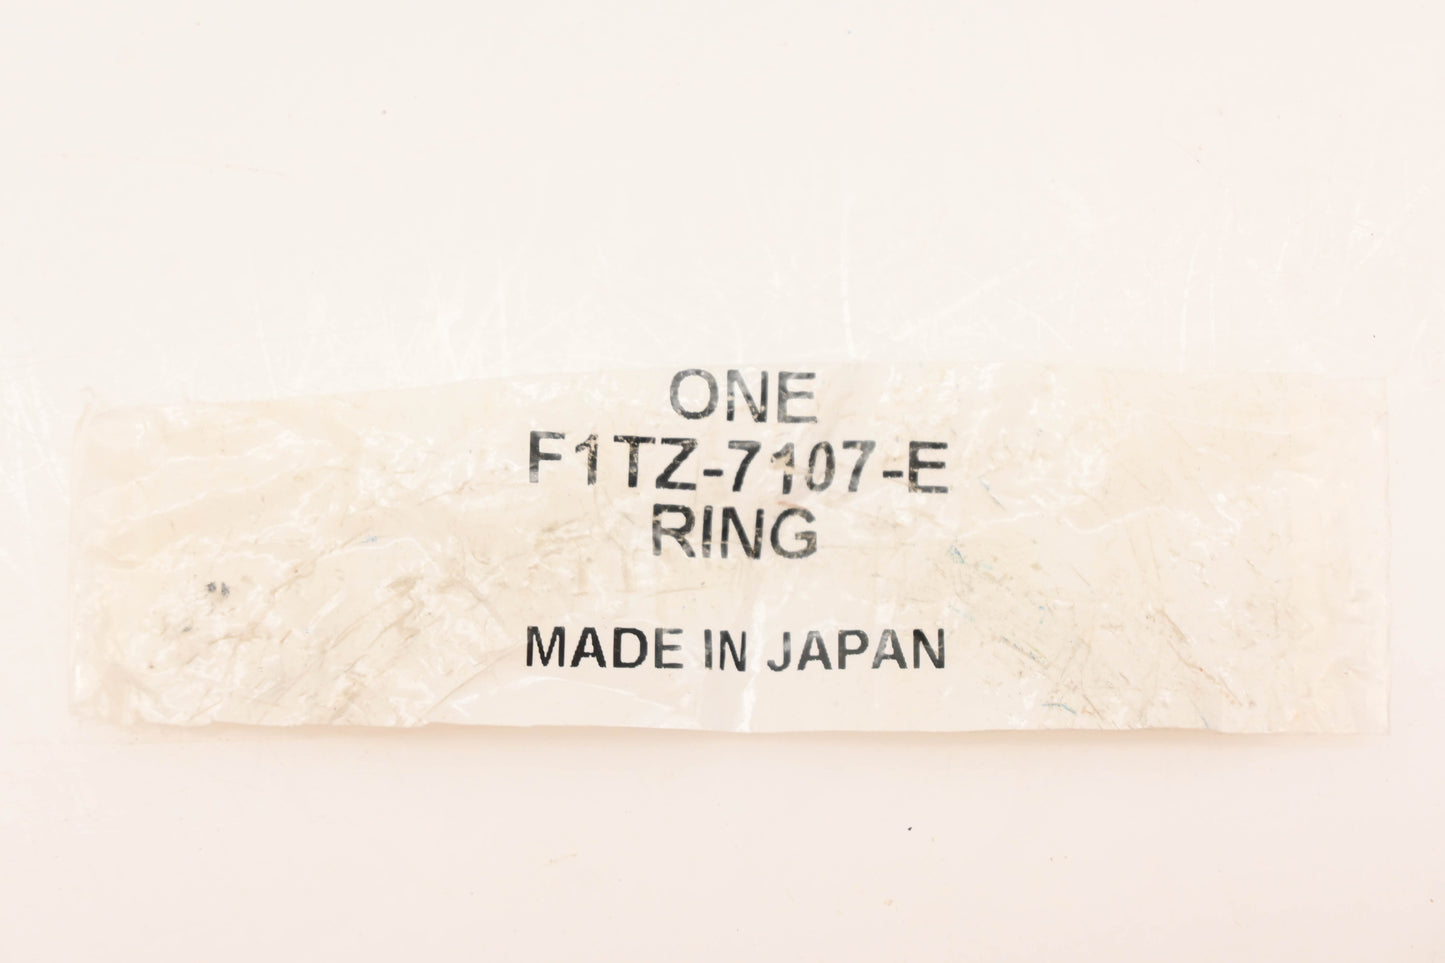 ONE
F1TZ-7107-E
RING
MADE IN JAPAN